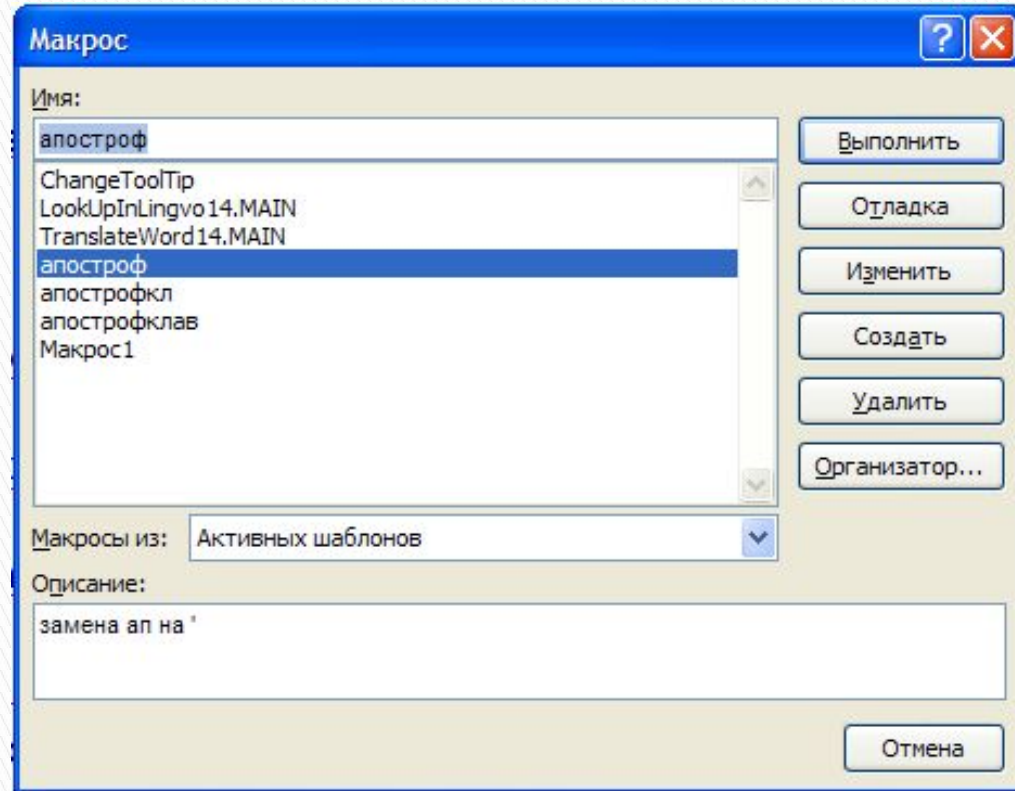 Макрос
Имя:
апостроф
Выполнить
ChangeToolTip
LookUpInLingvo14.MAIN
TranslateWord14.MAIN
апостроф
апострофкл
апострофклав
Макрос1
Отладка
Изменить
Создать
Удалить
Организатор...
Макросы из: Активных шаблонов
Описание:
замена ап на '
Отмена